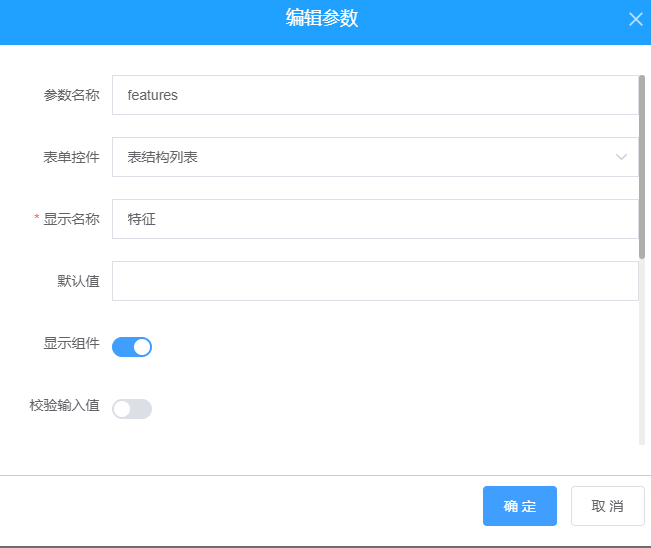 编辑参数
参数名称 features
表单控件 表结构列表
* 显示名称 特征
默认值
显示组件
校验输入值
确定 取消